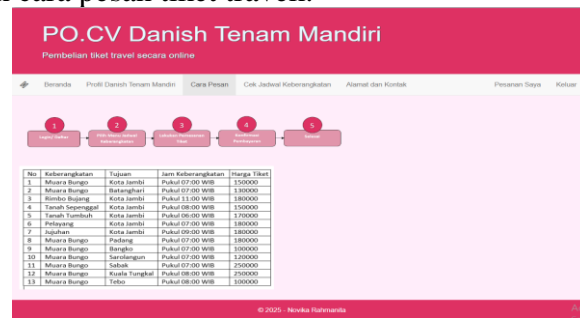 cara pesan tiket travel.
PO.CV Danish Tenam Mandiri
Pembelian tiket travel secara online
Beranda Profil Danish Tenam Mandiri Cara Pesan Cek Jadwal Keberangkatan Alamat dan Kontak Pesanan Saya Keluar
1 2 3 4 5
No Keberangkatan Tujuan Jam Keberangkatan Harga Tiket
1 Muara Bungo Kota Jambi Pukul 07:00 WIB 150000
2 Muara Bungo Batanghari Pukul 07:00 WIB 130000
3 Rimbo Bujang Kota Jambi Pukul 11:00 WIB 180000
4 Tanah Sepenggal Kota Jambi Pukul 08:00 WIB 150000
5 Tanah Tumbuh Kota Jambi Pukul 06:00 WIB 170000
6 Pelayang Kota Jambi Pukul 07:00 WIB 180000
7 Jujuhan Kota Jambi Pukul 09:00 WIB 180000
8 Muara Bungo Padang Pukul 07:00 WIB 180000
9 Muara Bungo Bangko Pukul 07:00 WIB 100000
10 Muara Bungo Sarolangun Pukul 07:00 WIB 120000
11 Muara Bungo Sabak Pukul 07:00 WIB 250000
12 Muara Bungo Kuala Tungkal Pukul 08:00 WIB 250000
13 Muara Bungo Tebo Pukul 08:00 WIB 100000
© 2025 - Novika Rahmanita